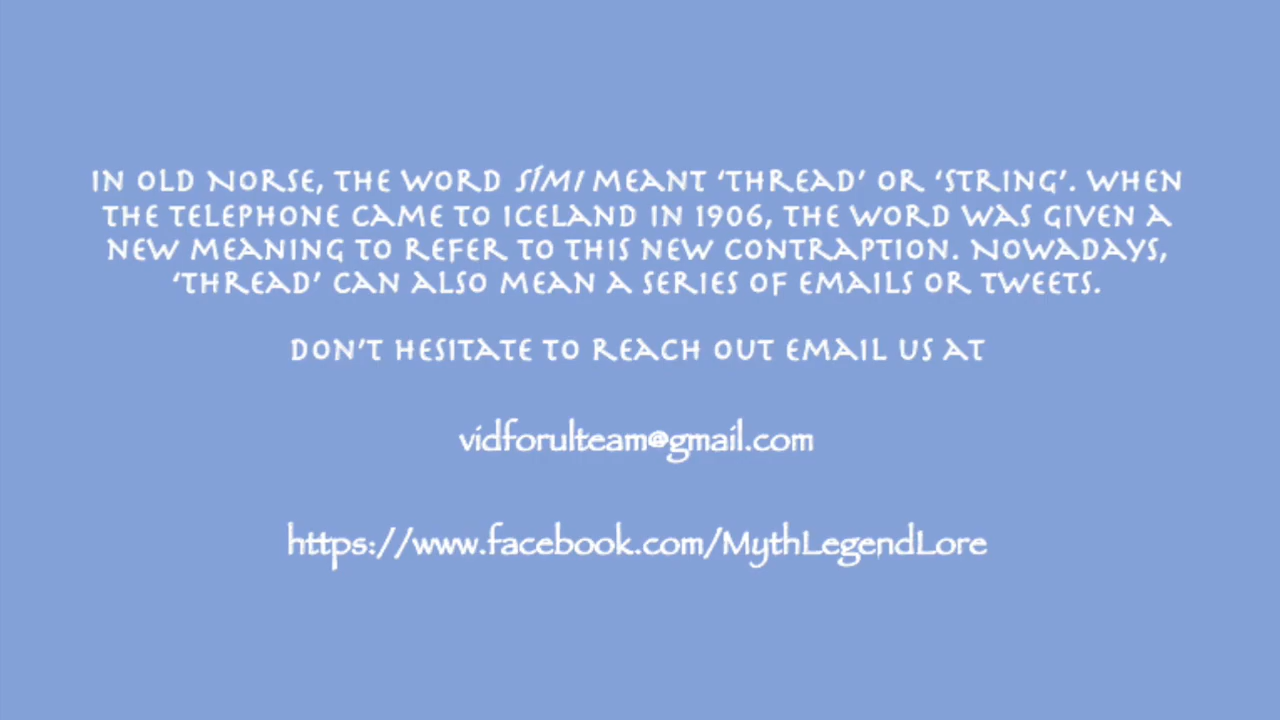 IN OLD NORSE, THE WORD SÍMI MEANT ‘THREAD’ OR ‘STRING’. WHEN
THE TELEPHONE CAME TO ICELAND IN 1906, THE WORD WAS GIVEN A
NEW MEANING TO REFER TO THIS NEW CONTRAPTION. NOWADAYS,
‘THREAD’ CAN ALSO MEAN A SERIES OF EMAILS OR TWEETS.
DON’T HESITATE TO REACH OUT EMAIL US AT
vidforulteam@gmail.com
https://www.facebook.com/MythLegendLore